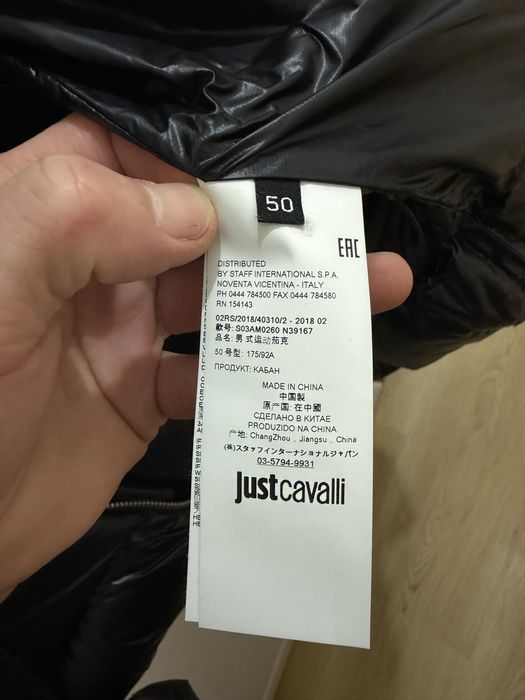 50
EAC
DISTRIBUTED
BY STAFF INTERNATIONAL S.P.A.
NOVENTA VICENTINA - ITALY
PH 0444 784500 FAX 0444 784580
RN 154143
02RS/2018/40310/2 - 2018 02
款号: S03AM0260 N39167
品名: 男式运动茄克
50 号型: 175/92A
ПРОДУКТ: КАБАН
MADE IN CHINA
中国製
原产国: 在中國
СДЕЛАНО В КИТАЕ
PRODUZIDO NA CHINA
产地: ChangZhou , Jiangsu , China
(株)スタッフインターナショナルジャパン
03-5794-9931
justcavalli